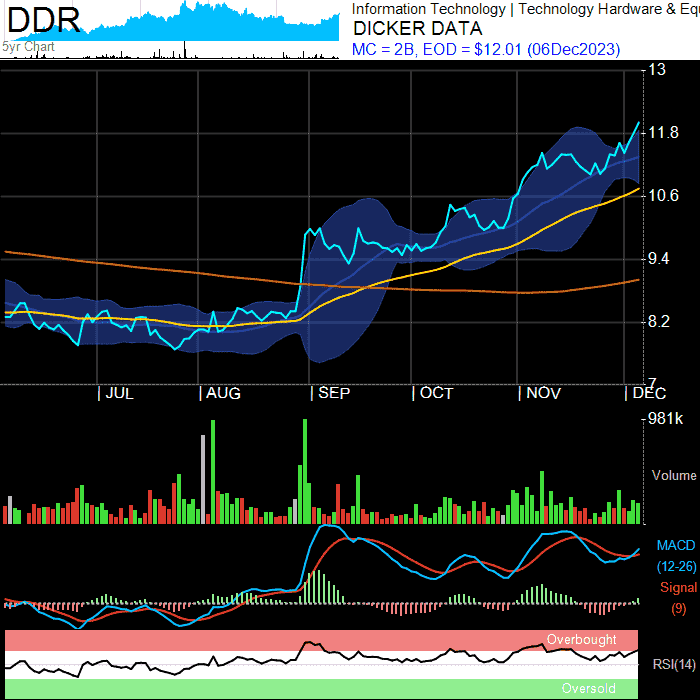 DDR
5yr Chart
Information Technology | Technology Hardware & Equ
DICKER DATA
MC = 2B, EOD = $12.01 (06Dec2023)
13
11.8
10.6
9.4
8.2
7
| JUL | AUG | SEP | OCT | NOV | DEC
981k
Volume
MACD
(12-26)
Signal
(9)
Overbought
RSI(14)
Oversold